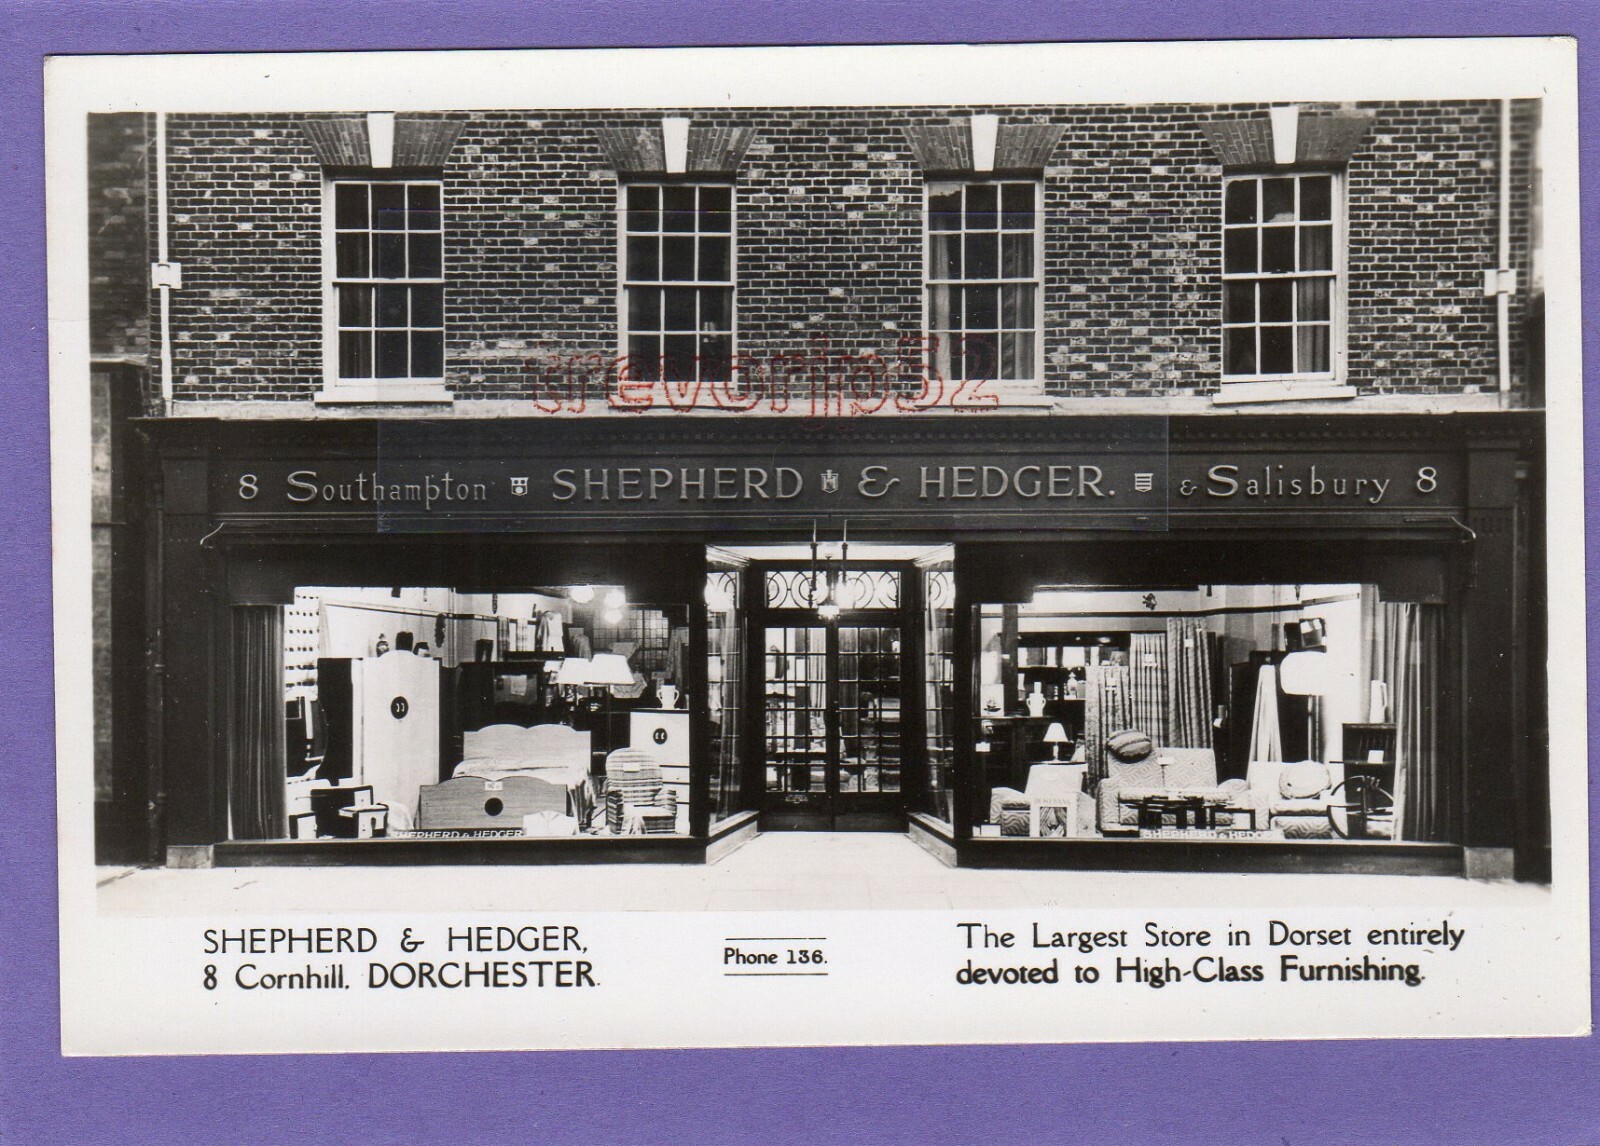 trevorjp52
8 Southampton SHEPHERD & HEDGER. & Salisbury 8
SHEPHERD & HEDGER
SHEPHERD & HEDGER
SHEPHERD & HEDGER,
8 Cornhill. DORCHESTER.
Phone 136.
The Largest Store in Dorset entirely
devoted to High-Class Furnishing.